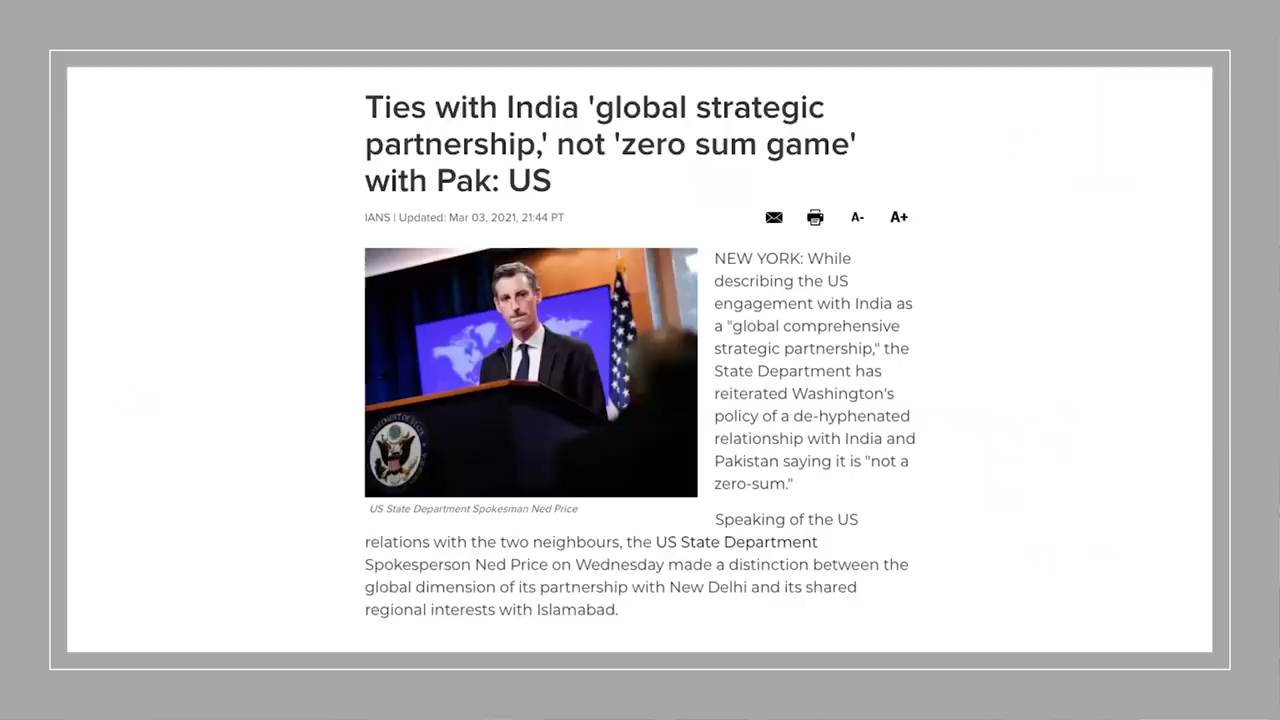 Ties with India 'global strategic
partnership,' not 'zero sum game'
with Pak: US
IANS | Updated: Mar 03, 2021, 21:44 PT
A-
A+
NEW YORK: While
describing the US
engagement with India as
a "global comprehensive
strategic partnership," the
State Department has
reiterated Washington's
policy of a de-hyphenated
relationship with India and
Pakistan saying it is "not a
zero-sum."
US State Department Spokesman Ned Price
Speaking of the US
relations with the two neighbours, the US State Department
Spokesperson Ned Price on Wednesday made a distinction between the
global dimension of its partnership with New Delhi and its shared
regional interests with Islamabad.